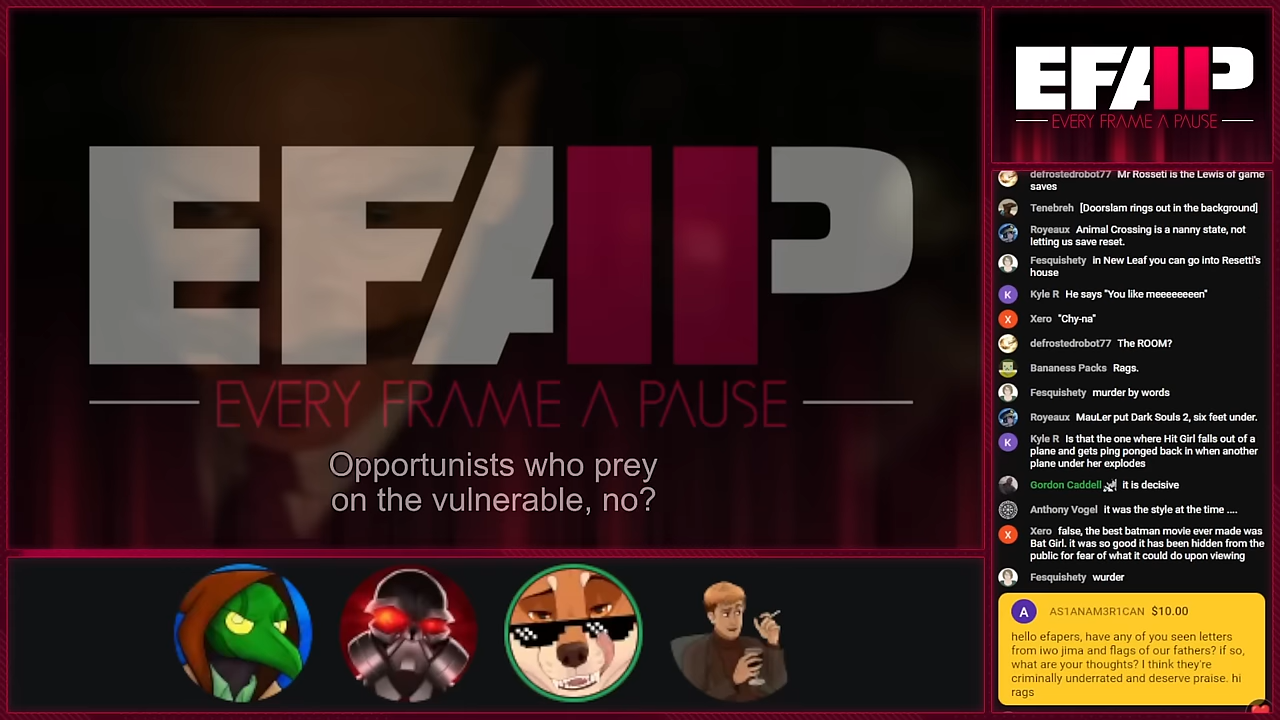 EFAP
EVERY FRAME A PAUSE
Opportunists who prey
on the vulnerable, no?
EFAP
EVERY FRAME A PAUSE
defrostedrobot77 Mr Rosseti is the Lewis of game
saves
Tenebreh [Doorslam rings out in the background]
Royeaux Animal Crossing is a nanny state, not
letting us save reset.
Fesquishety in New Leaf you can go into Resetti's
house
K Kyle R He says "You like meeeeeeeen"
X Xero "Chy-na"
defrostedrobot77 The ROOM?
Bananess Packs Rags.
Fesquishety murder by words
Royeaux MauLer put Dark Souls 2, six feet under.
K Kyle R Is that the one where Hit Girl falls out of a
plane and gets ping ponged back in when another
plane under her explodes
Gordon Caddell it is decisive
Anthony Vogel it was the style at the time ....
X Xero false, the best batman movie ever made was
Bat Girl. it was so good it has been hidden from the
public for fear of what it could do upon viewing
Fesquishety wurder
A AS1ANAM3R1CAN $10.00
hello efapers, have any of you seen letters
from iwo jima and flags of our fathers? if so,
what are your thoughts? I think they're
criminally underrated and deserve praise. hi
rags